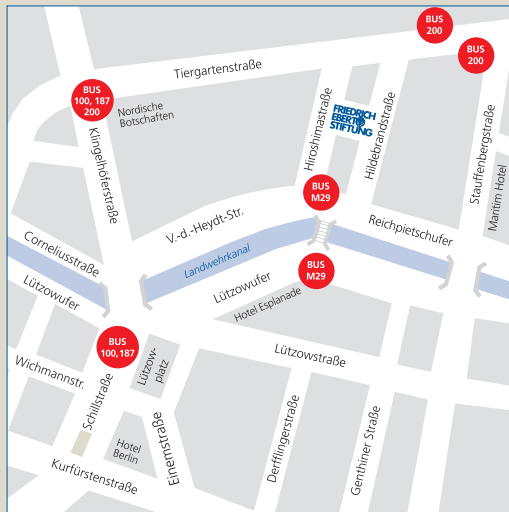 BUS
200
BUS
200
Tiergartenstraße
BUS
100, 187
200
Nordische
Botschaften
Klingelhöferstraße
Hiroshimastraße
FRIEDRICH
EBERT
STIFTUNG
Hildebrandstraße
Stauffenbergstraße
Maritim Hotel
BUS
M29
V.-d.-Heydt-Str.
Reichpietschufer
Corneliusstraße
Landwehrkanal
Lützowufer
Lützowufer
BUS
M29
Hotel Esplanade
BUS
100, 187
Lützow-
platz
Lützowstraße
Wichmannstr.
Schillstraße
Einemstraße
Derfflingerstraße
Genthiner Straße
Hotel
Berlin
Kurfürstenstraße